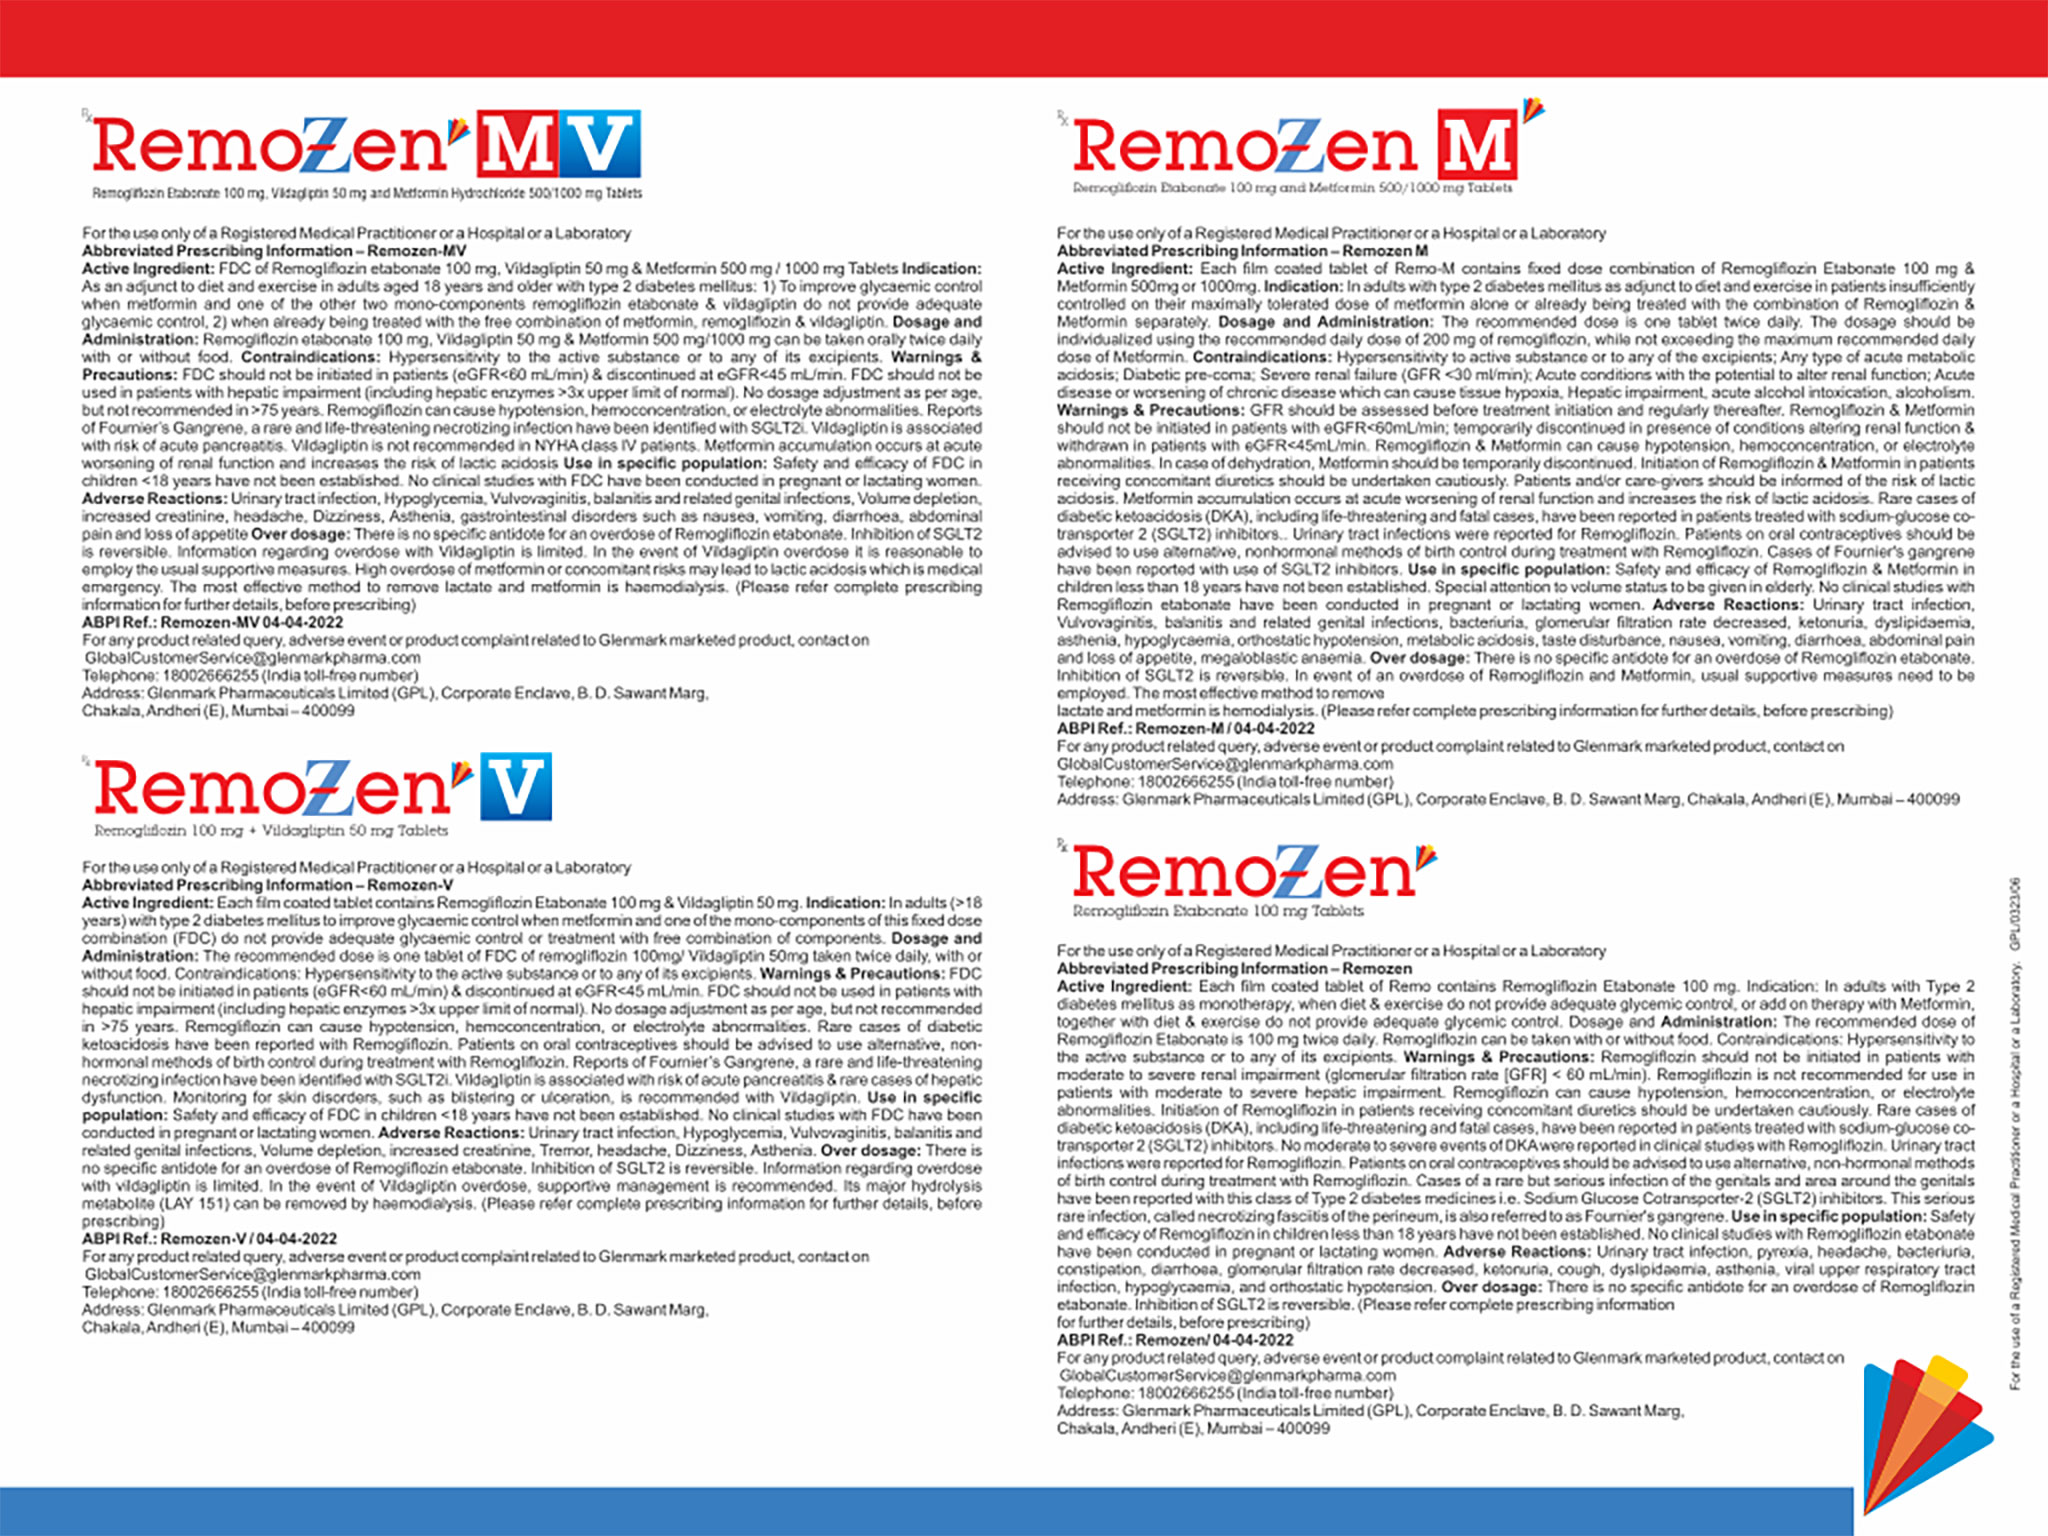 Rx
RemoZen MV
Remogliflozin Etabonate 100 mg, Vildagliptin 50 mg and Metformin Hydrochloride 500/1000 mg Tablets
For the use only of a Registered Medical Practitioner or a Hospital or a Laboratory
Abbreviated Prescribing Information – Remozen-MV
Active Ingredient: FDC of Remogliflozin etabonate 100 mg, Vildagliptin 50 mg & Metformin 500 mg / 1000 mg Tablets Indication:
As an adjunct to diet and exercise in adults aged 18 years and older with type 2 diabetes mellitus: 1) To improve glycaemic control
when metformin and one of the other two mono-components remogliflozin etabonate & vildagliptin do not provide adequate
glycaemic control, 2) when already being treated with the free combination of metformin, remogliflozin & vildagliptin. Dosage and
Administration: Remogliflozin etabonate 100 mg, Vildagliptin 50 mg & Metformin 500 mg/1000 mg can be taken orally twice daily
with or without food. Contraindications: Hypersensitivity to the active substance or to any of its excipients. Warnings &
Precautions: FDC should not be initiated in patients (eGFR<60 mL/min) & discontinued at eGFR<45 mL/min. FDC should not be
used in patients with hepatic impairment (including hepatic enzymes >3x upper limit of normal). No dosage adjustment as per age,
but not recommended in >75 years. Remogliflozin can cause hypotension, hemoconcentration, or electrolyte abnormalities. Reports
of Fournier's Gangrene, a rare and life-threatening necrotizing infection have been identified with SGLT2i. Vildagliptin is associated
with risk of acute pancreatitis. Vildagliptin is not recommended in NYHA class IV patients. Metformin accumulation occurs at acute
worsening of renal function and increases the risk of lactic acidosis Use in specific population: Safety and efficacy of FDC in
children <18 years have not been established. No clinical studies with FDC have been conducted in pregnant or lactating women.
Adverse Reactions: Urinary tract infection, Hypoglycemia, Vulvovaginitis, balanitis and related genital infections, Volume depletion,
increased creatinine, headache, Dizziness, Asthenia, gastrointestinal disorders such as nausea, vomiting, diarrhoea, abdominal
pain and loss of appetite Over dosage: There is no specific antidote for an overdose of Remogliflozin etabonate. Inhibition of SGLT2
is reversible. Information regarding overdose with Vildagliptin is limited. In the event of Vildagliptin overdose it is reasonable to
employ the usual supportive measures. High overdose of metformin or concomitant risks may lead to lactic acidosis which is medical
emergency. The most effective method to remove lactate and metformin is haemodialysis. (Please refer complete prescribing
information for further details, before prescribing)
ABPI Ref.: Remozen-MV 04-04-2022
For any product related query, adverse event or product complaint related to Glenmark marketed product, contact on
GlobalCustomerService@glenmarkpharma.com
Telephone: 18002666255 (India toll-free number)
Address: Glenmark Pharmaceuticals Limited (GPL), Corporate Enclave, B. D. Sawant Marg,
Chakala, Andheri (E), Mumbai – 400099
Rx
RemoZen V
Remogliflozin 100 mg + Vildagliptin 50 mg Tablets
For the use only of a Registered Medical Practitioner or a Hospital or a Laboratory
Abbreviated Prescribing Information – Remozen-V
Active Ingredient: Each film coated tablet contains Remogliflozin Etabonate 100 mg & Vildagliptin 50 mg. Indication: In adults (>18
years) with type 2 diabetes mellitus to improve glycaemic control when metformin and one of the mono-components of this fixed dose
combination (FDC) do not provide adequate glycaemic control or treatment with free combination of components. Dosage and
Administration: The recommended dose is one tablet of FDC of remogliflozin 100mg/ Vildagliptin 50mg taken twice daily, with or
without food. Contraindications: Hypersensitivity to the active substance or to any of its excipients. Warnings & Precautions: FDC
should not be initiated in patients (eGFR<60 mL/min) & discontinued at eGFR<45 mL/min. FDC should not be used in patients with
hepatic impairment (including hepatic enzymes >3x upper limit of normal). No dosage adjustment as per age, but not recommended
in >75 years. Remogliflozin can cause hypotension, hemoconcentration, or electrolyte abnormalities. Rare cases of diabetic
ketoacidosis have been reported with Remogliflozin. Patients on oral contraceptives should be advised to use alternative, non-
hormonal methods of birth control during treatment with Remogliflozin. Reports of Fournier's Gangrene, a rare and life-threatening
necrotizing infection have been identified with SGLT2i. Vildagliptin is associated with risk of acute pancreatitis & rare cases of hepatic
dysfunction. Monitoring for skin disorders, such as blistering or ulceration, is recommended with Vildagliptin. Use in specific
population: Safety and efficacy of FDC in children <18 years have not been established. No clinical studies with FDC have been
conducted in pregnant or lactating women. Adverse Reactions: Urinary tract infection, Hypoglycemia, Vulvovaginitis, balanitis and
related genital infections, Volume depletion, increased creatinine, Tremor, headache, Dizziness, Asthenia. Over dosage: There is
no specific antidote for an overdose of Remogliflozin etabonate. Inhibition of SGLT2 is reversible. Information regarding overdose
with vildagliptin is limited. In the event of Vildagliptin overdose, supportive management is recommended. Its major hydrolysis
metabolite (LAY 151) can be removed by haemodialysis. (Please refer complete prescribing information for further details, before
prescribing)
ABPI Ref.: Remozen-V / 04-04-2022
For any product related query, adverse event or product complaint related to Glenmark marketed product, contact on
GlobalCustomerService@glenmarkpharma.com
Telephone: 18002666255 (India toll-free number)
Address: Glenmark Pharmaceuticals Limited (GPL), Corporate Enclave, B. D. Sawant Marg,
Chakala, Andheri (E), Mumbai – 400099
Rx
RemoZen M
Remogliflozin Etabonate 100 mg and Metformin 500/1000 mg Tablets
For the use only of a Registered Medical Practitioner or a Hospital or a Laboratory
Abbreviated Prescribing Information – Remozen M
Active Ingredient: Each film coated tablet of Remo-M contains fixed dose combination of Remogliflozin Etabonate 100 mg &
Metformin 500mg or 1000mg. Indication: In adults with type 2 diabetes mellitus as adjunct to diet and exercise in patients insufficiently
controlled on their maximally tolerated dose of metformin alone or already being treated with the combination of Remogliflozin &
Metformin separately. Dosage and Administration: The recommended dose is one tablet twice daily. The dosage should be
individualized using the recommended daily dose of 200 mg of remogliflozin, while not exceeding the maximum recommended daily
dose of Metformin. Contraindications: Hypersensitivity to active substance or to any of the excipients; Any type of acute metabolic
acidosis; Diabetic pre-coma; Severe renal failure (GFR <30 ml/min); Acute conditions with the potential to alter renal function; Acute
disease or worsening of chronic disease which can cause tissue hypoxia, Hepatic impairment, acute alcohol intoxication, alcoholism.
Warnings & Precautions: GFR should be assessed before treatment initiation and regularly thereafter. Remogliflozin & Metformin
should not be initiated in patients with eGFR<60mL/min; temporarily discontinued in presence of conditions altering renal function &
withdrawn in patients with eGFR<45mL/min. Remogliflozin & Metformin can cause hypotension, hemoconcentration, or electrolyte
abnormalities. In case of dehydration, Metformin should be temporarily discontinued. Initiation of Remogliflozin & Metformin in patients
receiving concomitant diuretics should be undertaken cautiously. Patients and/or care-givers should be informed of the risk of lactic
acidosis. Metformin accumulation occurs at acute worsening of renal function and increases the risk of lactic acidosis. Rare cases of
diabetic ketoacidosis (DKA), including life-threatening and fatal cases, have been reported in patients treated with sodium-glucose co-
transporter 2 (SGLT2) inhibitors.. Urinary tract infections were reported for Remogliflozin. Patients on oral contraceptives should be
advised to use alternative, nonhormonal methods of birth control during treatment with Remogliflozin. Cases of Fournier's gangrene
have been reported with use of SGLT2 inhibitors. Use in specific population: Safety and efficacy of Remogliflozin & Metformin in
children less than 18 years have not been established. Special attention to volume status to be given in elderly. No clinical studies with
Remogliflozin etabonate have been conducted in pregnant or lactating women. Adverse Reactions: Urinary tract infection,
Vulvovaginitis, balanitis and related genital infections, bacteriuria, glomerular filtration rate decreased, ketonuria, dyslipidaemia,
asthenia, hypoglycaemia, orthostatic hypotension, metabolic acidosis, taste disturbance, nausea, vomiting, diarrhoea, abdominal pain
and loss of appetite, megaloblastic anaemia. Over dosage: There is no specific antidote for an overdose of Remogliflozin etabonate.
Inhibition of SGLT2 is reversible. In event of an overdose of Remogliflozin and Metformin, usual supportive measures need to be
employed. The most effective method to remove
lactate and metformin is hemodialysis. (Please refer complete prescribing information for further details, before prescribing)
ABPI Ref.: Remozen-M / 04-04-2022
For any product related query, adverse event or product complaint related to Glenmark marketed product, contact on
GlobalCustomerService@glenmarkpharma.com
Telephone: 18002666255 (India toll-free number)
Address: Glenmark Pharmaceuticals Limited (GPL), Corporate Enclave, B. D. Sawant Marg, Chakala, Andheri (E), Mumbai – 400099
Rx
RemoZen
Remogliflozin Etabonate 100 mg Tablets
For the use only of a Registered Medical Practitioner or a Hospital or a Laboratory
Abbreviated Prescribing Information – Remozen
Active Ingredient: Each film coated tablet of Remo contains Remogliflozin Etabonate 100 mg. Indication: In adults with Type 2
diabetes mellitus as monotherapy, when diet & exercise do not provide adequate glycemic control, or add on therapy with Metformin,
together with diet & exercise do not provide adequate glycemic control. Dosage and Administration: The recommended dose of
Remogliflozin Etabonate is 100 mg twice daily. Remogliflozin can be taken with or without food. Contraindications: Hypersensitivity to
the active substance or to any of its excipients. Warnings & Precautions: Remogliflozin should not be initiated in patients with
moderate to severe renal impairment (glomerular filtration rate [GFR] < 60 mL/min). Remogliflozin is not recommended for use in
patients with moderate to severe hepatic impairment. Remogliflozin can cause hypotension, hemoconcentration, or electrolyte
abnormalities. Initiation of Remogliflozin in patients receiving concomitant diuretics should be undertaken cautiously. Rare cases of
diabetic ketoacidosis (DKA), including life-threatening and fatal cases, have been reported in patients treated with sodium-glucose co-
transporter 2 (SGLT2) inhibitors. No moderate to severe events of DKA were reported in clinical studies with Remogliflozin. Urinary tract
infections were reported for Remogliflozin. Patients on oral contraceptives should be advised to use alternative, non-hormonal methods
of birth control during treatment with Remogliflozin. Cases of a rare but serious infection of the genitals and area around the genitals
have been reported with this class of Type 2 diabetes medicines i.e. Sodium Glucose Cotransporter-2 (SGLT2) inhibitors. This serious
rare infection, called necrotizing fasciitis of the perineum, is also referred to as Fournier's gangrene. Use in specific population: Safety
and efficacy of Remogliflozin in children less than 18 years have not been established. No clinical studies with Remogliflozin etabonate
have been conducted in pregnant or lactating women. Adverse Reactions: Urinary tract infection, pyrexia, headache, bacteriuria,
constipation, diarrhoea, glomerular filtration rate decreased, ketonuria, cough, dyslipidaemia, asthenia, viral upper respiratory tract
infection, hypoglycaemia, and orthostatic hypotension. Over dosage: There is no specific antidote for an overdose of Remogliflozin
etabonate. Inhibition of SGLT2 is reversible. (Please refer complete prescribing information
for further details, before prescribing)
ABPI Ref.: Remozen/ 04-04-2022
For any product related query, adverse event or product complaint related to Glenmark marketed product, contact on
GlobalCustomerService@glenmarkpharma.com
Telephone: 18002666255 (India toll-free number)
Address: Glenmark Pharmaceuticals Limited (GPL), Corporate Enclave, B. D. Sawant Marg,
Chakala, Andheri (E), Mumbai – 400099
For the use of a Registered Medical Practitioner or a Hospital or a Laboratory. GPL/0323/06